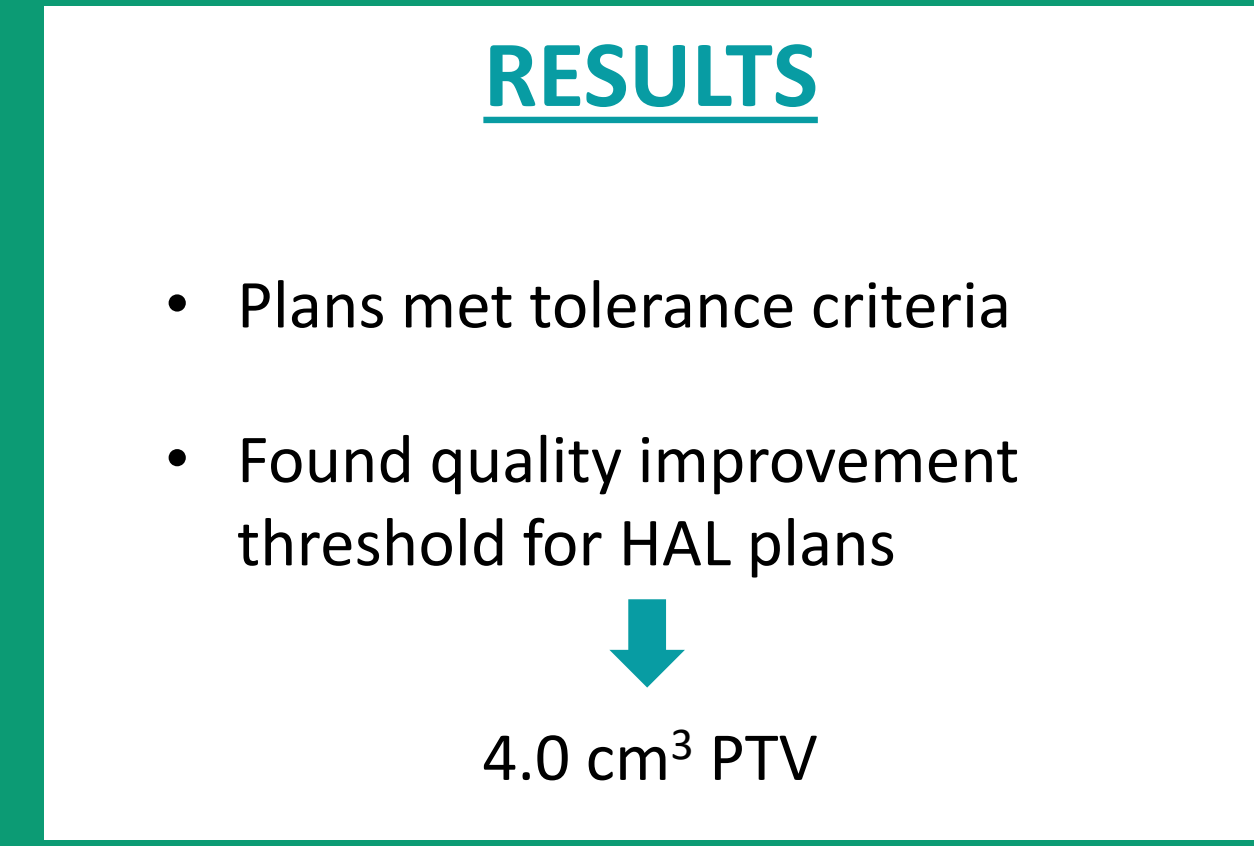 RESULTS
• Plans met tolerance criteria
• Found quality improvement
threshold for HAL plans
4.0 cm³ PTV